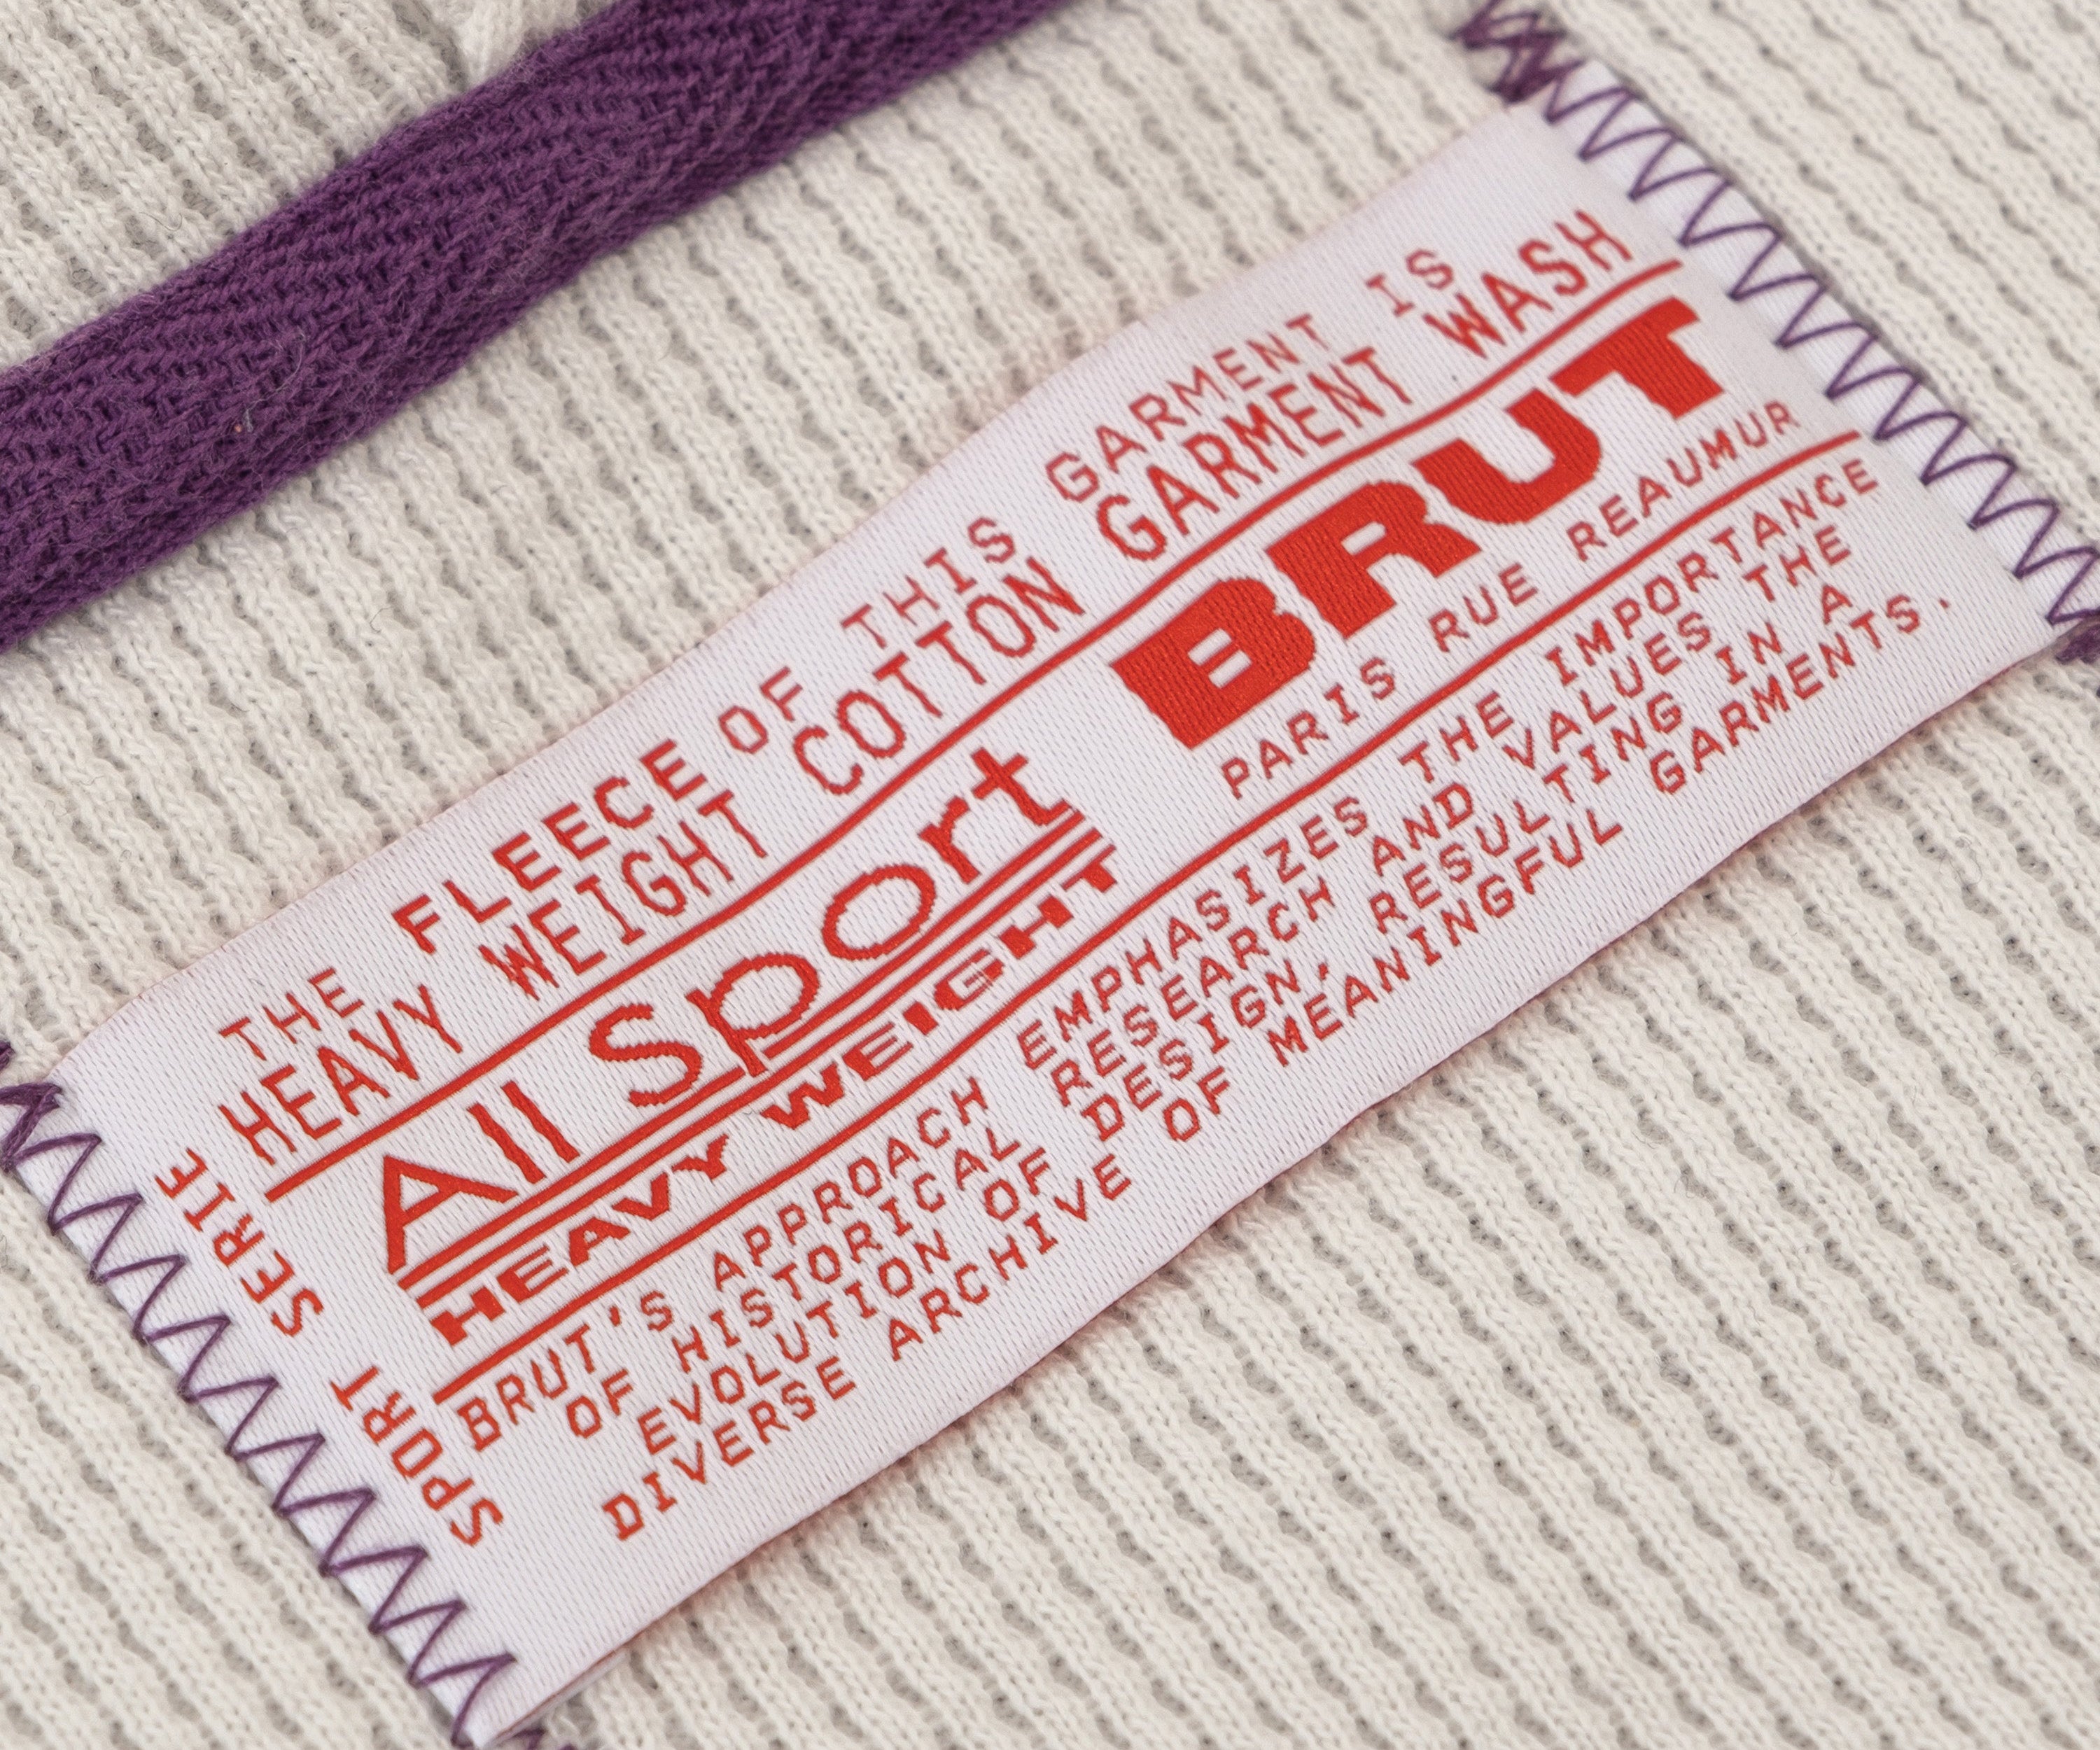 THE FLEECE OF THIS GARMENT IS
HEAVY WEIGHT COTTON GARMENT WASH
All Sport
HEAVY WEIGHT
BRUT
PARIS RUE REAUMUR
BRUT'S APPROACH EMPHASIZES THE IMPORTANCE
OF HISTORICAL RESEARCH AND VALUES THE
EVOLUTION OF DESIGN, RESULTING IN A
DIVERSE ARCHIVE OF MEANINGFUL GARMENTS.
SPORT SERIE